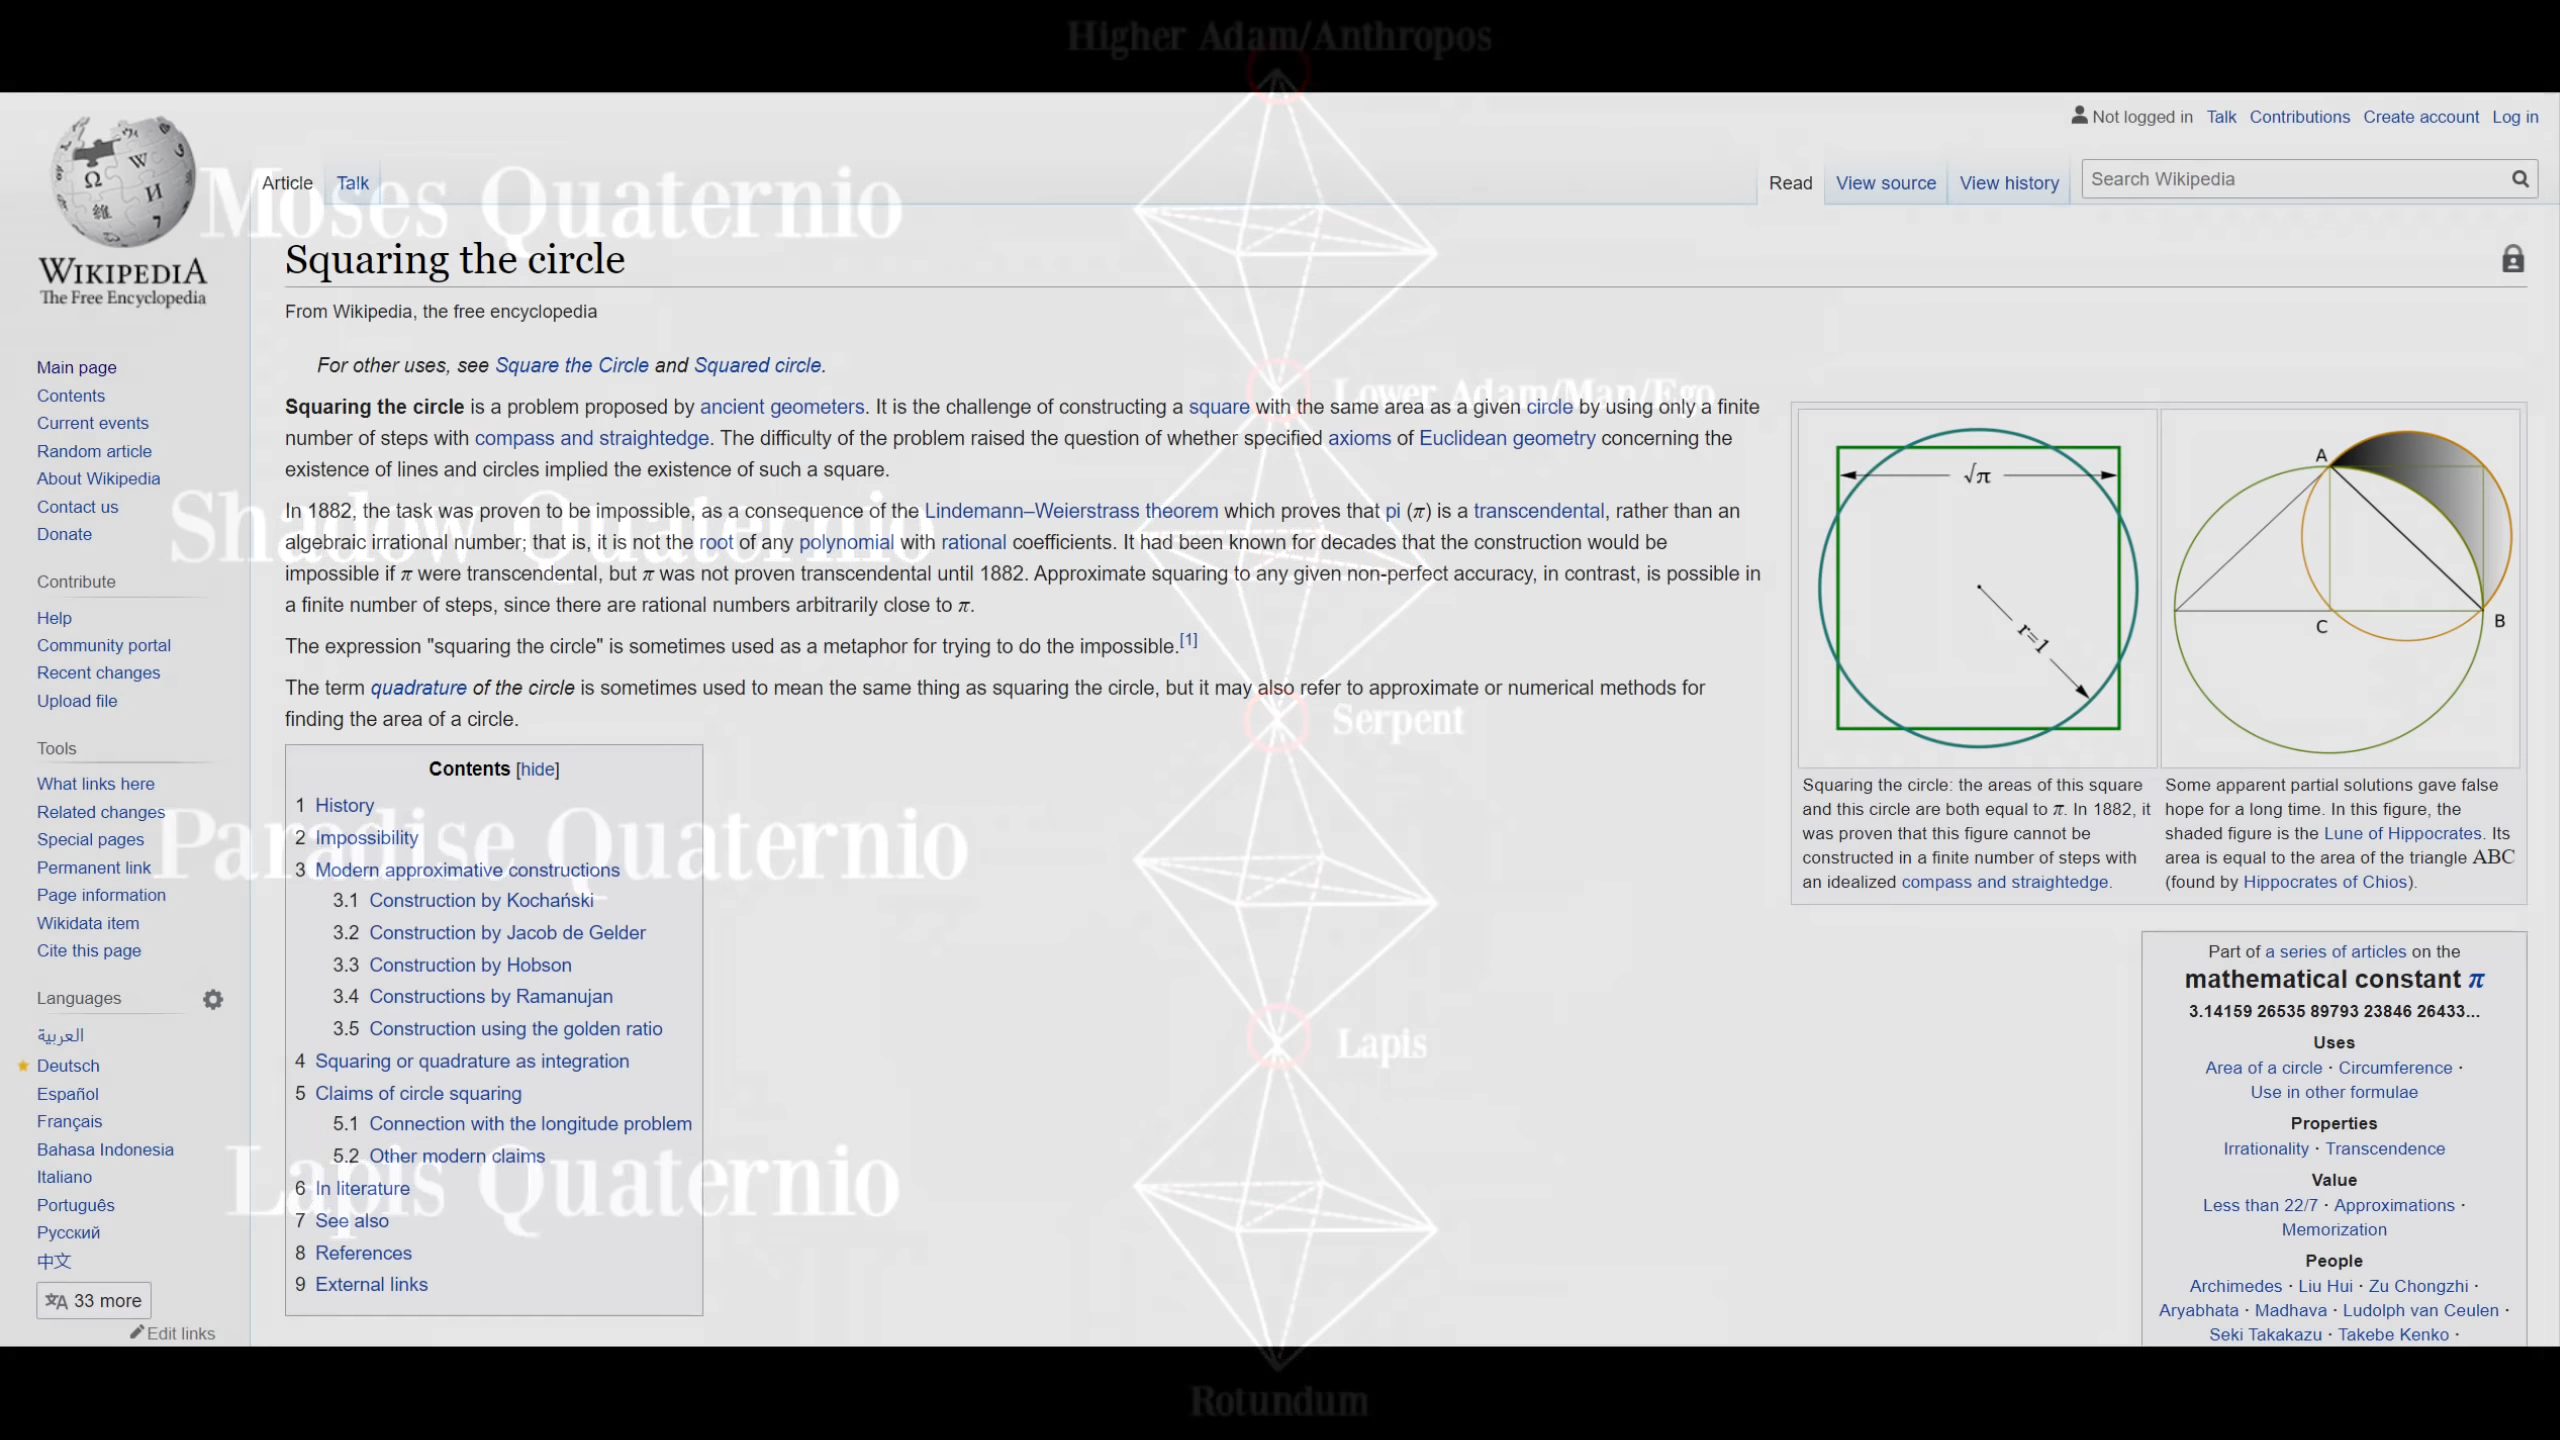 Higher Adam/Anthropos
Not logged in Talk Contributions Create account Log in
Moses Quaternio
Article Talk
Read View source View history
Search Wikipedia
WIKIPEDIA
The Free Encyclopedia
Squaring the circle
From Wikipedia, the free encyclopedia
For other uses, see Square the Circle and Squared circle.
Lower Adam/Man/Ego
Squaring the circle is a problem proposed by ancient geometers. It is the challenge of constructing a square with the same area as a given circle by using only a finite
number of steps with compass and straightedge. The difficulty of the problem raised the question of whether specified axioms of Euclidean geometry concerning the
existence of lines and circles implied the existence of such a square.
Shadow Quaternio
In 1882, the task was proven to be impossible, as a consequence of the Lindemann–Weierstrass theorem which proves that pi (π) is a transcendental, rather than an
algebraic irrational number; that is, it is not the root of any polynomial with rational coefficients. It had been known for decades that the construction would be
impossible if π were transcendental, but π was not proven transcendental until 1882. Approximate squaring to any given non-perfect accuracy, in contrast, is possible in
a finite number of steps, since there are rational numbers arbitrarily close to π.
The expression "squaring the circle" is sometimes used as a metaphor for trying to do the impossible.[1]
The term quadrature of the circle is sometimes used to mean the same thing as squaring the circle, but it may also refer to approximate or numerical methods for
finding the area of a circle.
Serpent
Main page
Contents
Current events
Random article
About Wikipedia
Contact us
Donate
Contribute
Help
Community portal
Recent changes
Upload file
Tools
What links here
Related changes
Special pages
Permanent link
Page information
Wikidata item
Cite this page
Languages
العربية
Deutsch
Español
Français
Bahasa Indonesia
Italiano
Português
Русский
中文
33 more
Edit links
Paradise Quaternio
Contents [hide]
1 History
2 Impossibility
3 Modern approximative constructions
3.1 Construction by Kochański
3.2 Construction by Jacob de Gelder
3.3 Construction by Hobson
3.4 Constructions by Ramanujan
3.5 Construction using the golden ratio
4 Squaring or quadrature as integration
5 Claims of circle squaring
5.1 Connection with the longitude problem
5.2 Other modern claims
6 In literature
7 See also
8 References
9 External links
Lapis
Lapis Quaternio
√π
r=1
A
B
C
Squaring the circle: the areas of this square
and this circle are both equal to π. In 1882, it
was proven that this figure cannot be
constructed in a finite number of steps with
an idealized compass and straightedge.
Some apparent partial solutions gave false
hope for a long time. In this figure, the
shaded figure is the Lune of Hippocrates. Its
area is equal to the area of the triangle ABC
(found by Hippocrates of Chios).
Part of a series of articles on the
mathematical constant π
3.14159 26535 89793 23846 26433...
Uses
Area of a circle · Circumference ·
Use in other formulae
Properties
Irrationality · Transcendence
Value
Less than 22/7 · Approximations ·
Memorization
People
Archimedes · Liu Hui · Zu Chongzhi ·
Aryabhata · Madhava · Ludolph van Ceulen ·
Seki Takakazu · Takebe Kenko ·
Rotundum